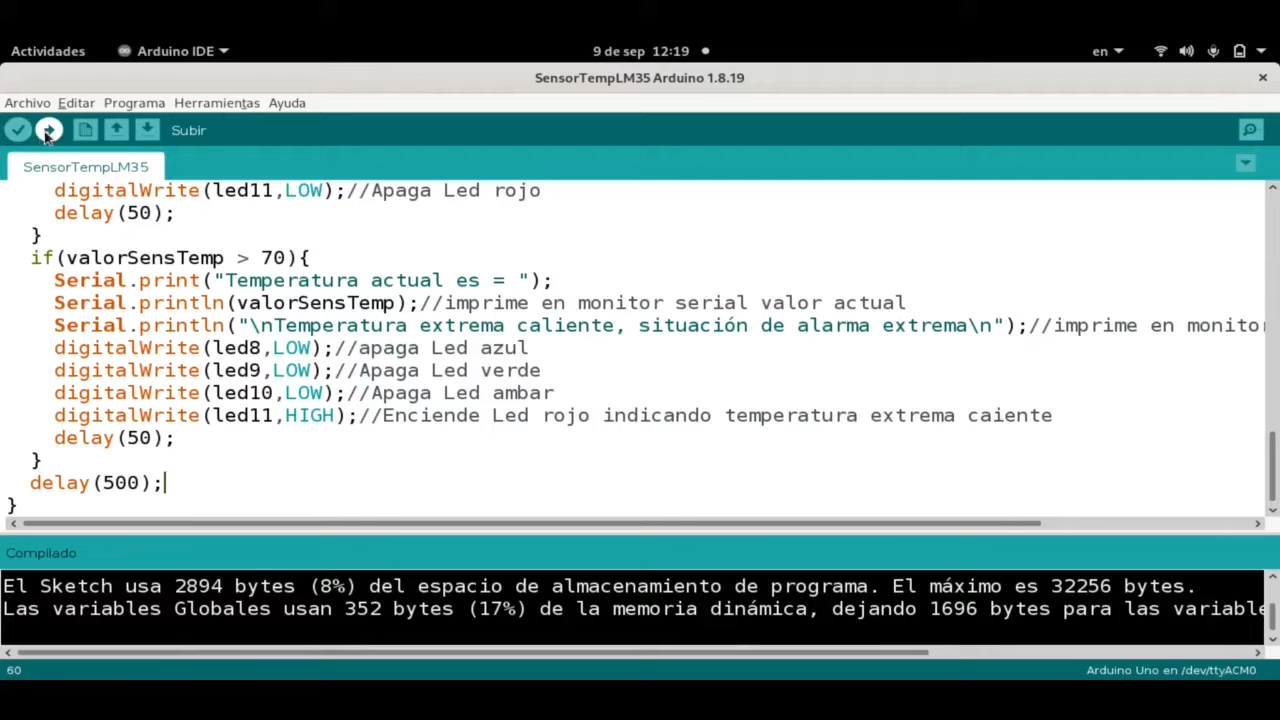 Actividades Arduino IDE 9 de sep 12:19 en
SensorTempLM35 Arduino 1.8.19
Archivo Editar Programa Herramientas Ayuda
Subir
SensorTempLM35
digitalWrite(led11,LOW);//Apaga Led rojo
delay(50);
}
if(valorSensTemp > 70){
Serial.print("Temperatura actual es = ");
Serial.println(valorSensTemp);//imprime en monitor serial valor actual
Serial.println("\nTemperatura extrema caliente, situación de alarma extrema\n");//imprime en monitor
digitalWrite(led8,LOW);//apaga Led azul
digitalWrite(led9,LOW);//Apaga Led verde
digitalWrite(led10,LOW);//Apaga Led ambar
digitalWrite(led11,HIGH);//Enciende Led rojo indicando temperatura extrema caiente
delay(50);
}
delay(500);
}
Compilado
El Sketch usa 2894 bytes (8%) del espacio de almacenamiento de programa. El máximo es 32256 bytes.
Las variables Globales usan 352 bytes (17%) de la memoria dinámica, dejando 1696 bytes para las variable
60 Arduino Uno en /dev/ttyACM0